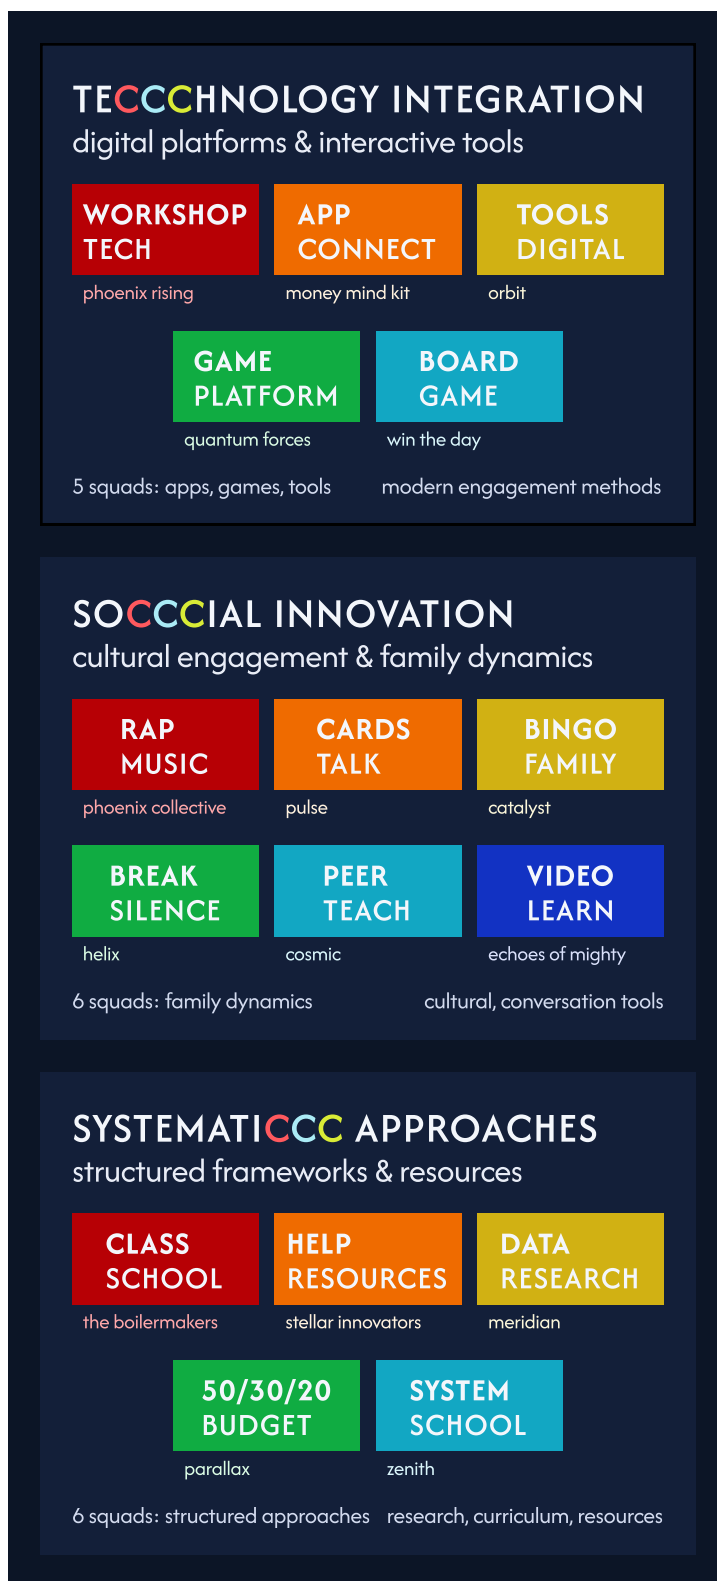 TECCCHNOLOGY INTEGRATION
digital platforms & interactive tools
WORKSHOP
TECH
phoenix rising
APP
CONNECT
money mind kit
TOOLS
DIGITAL
orbit
GAME
PLATFORM
quantum forces
BOARD
GAME
win the day
5 squads: apps, games, tools
modern engagement methods
SOCCCIAL INNOVATION
cultural engagement & family dynamics
RAP
MUSIC
phoenix collective
CARDS
TALK
pulse
BINGO
FAMILY
catalyst
BREAK
SILENCE
helix
PEER
TEACH
cosmic
VIDEO
LEARN
echoes of mighty
6 squads: family dynamics
cultural, conversation tools
SYSTEMATICCC APPROACHES
structured frameworks & resources
CLASS
SCHOOL
the boilermakers
HELP
RESOURCES
stellar innovators
DATA
RESEARCH
meridian
50/30/20
BUDGET
parallax
SYSTEM
SCHOOL
zenith
6 squads: structured approaches
research, curriculum, resources